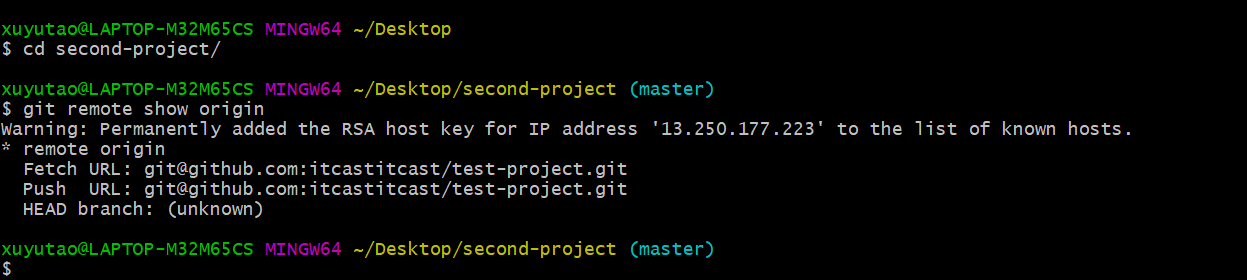 xuyutao@LAPTOP-M32M65CS MINGW64 ~/Desktop
$ cd second-project/
xuyutao@LAPTOP-M32M65CS MINGW64 ~/Desktop/second-project (master)
$ git remote show origin
Warning: Permanently added the RSA host key for IP address '13.250.177.223' to the list of known hosts.
* remote origin
  Fetch URL: git@github.com:itcastitcast/test-project.git
  Push  URL: git@github.com:itcastitcast/test-project.git
  HEAD branch: (unknown)
xuyutao@LAPTOP-M32M65CS MINGW64 ~/Desktop/second-project (master)
$